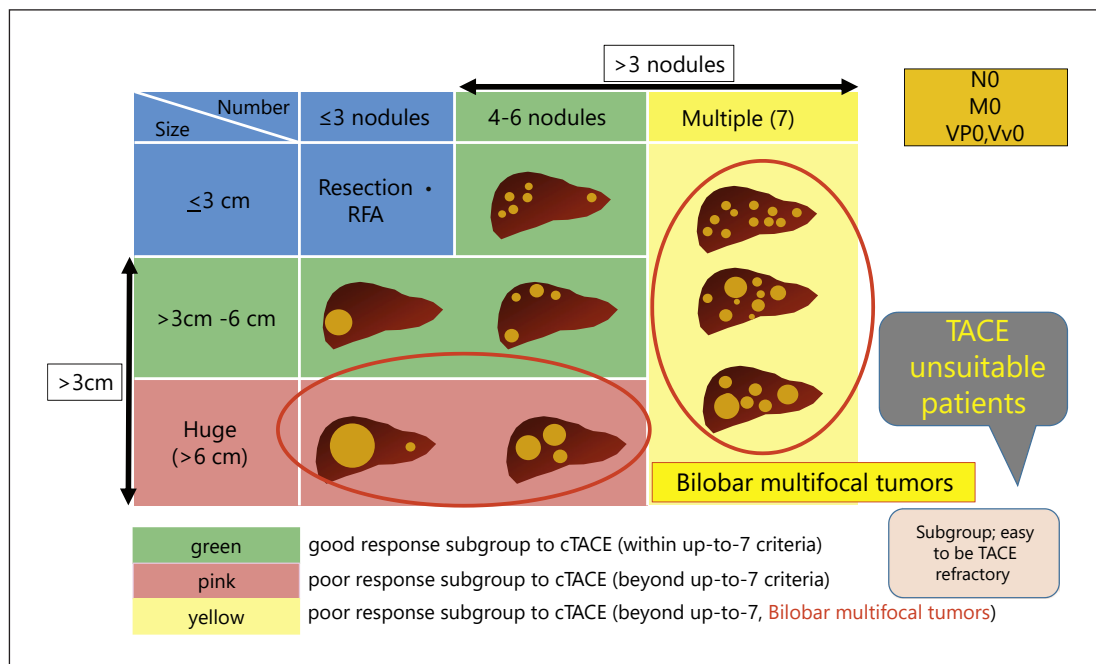 >3 nodules
N0
M0
VP0,Vv0
Number
Size
≤3 nodules
4-6 nodules
Multiple (7)
≤3 cm
Resection・
RFA
>3cm -6 cm
>3cm
Huge
(>6 cm)
TACE
unsuitable
patients
Bilobar multifocal tumors
Subgroup; easy
to be TACE
refractory
green
good response subgroup to cTACE (within up-to-7 criteria)
pink
poor response subgroup to cTACE (beyond up-to-7 criteria)
yellow
poor response subgroup to cTACE (beyond up-to-7, Bilobar multifocal tumors)